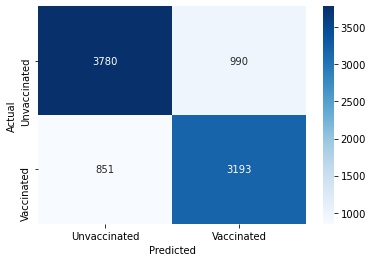 3780 990
851 3193
Actual
Unvaccinated
Vaccinated
Unvaccinated Vaccinated
Predicted
3500
3000
2500
2000
1500
1000